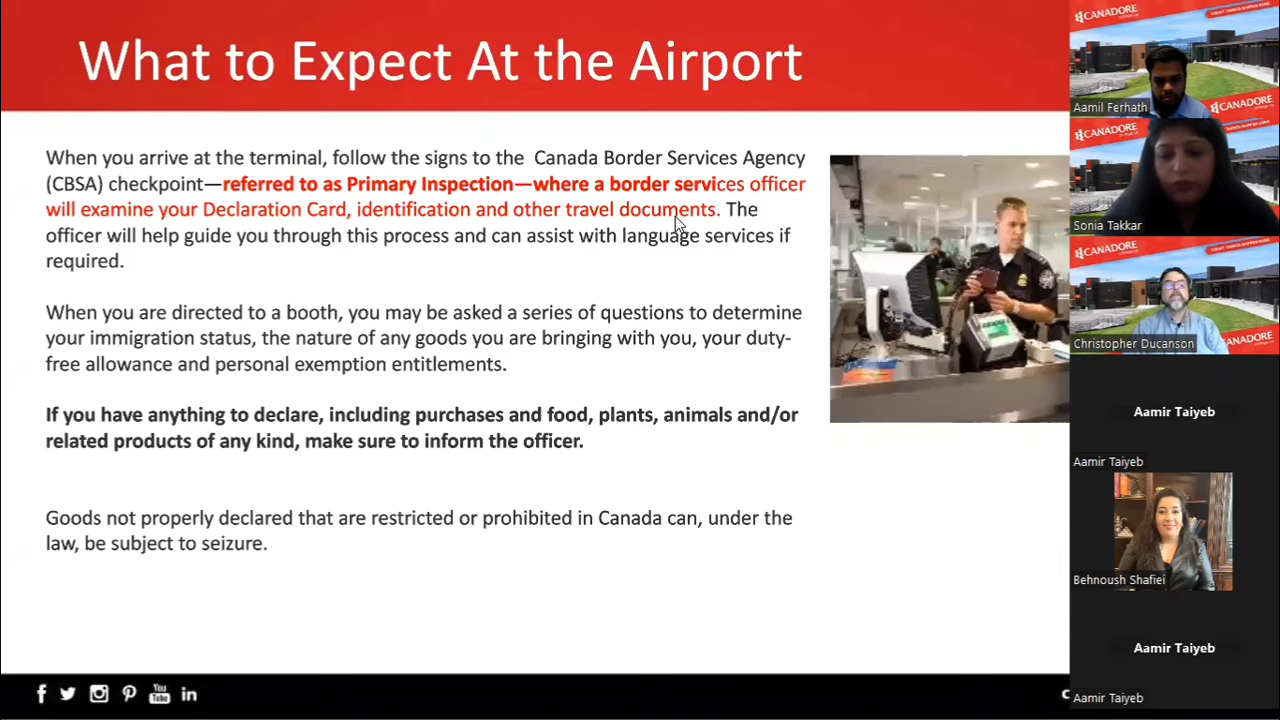 What to Expect At the Airport
When you arrive at the terminal, follow the signs to the Canada Border Services Agency
(CBSA) checkpoint—referred to as Primary Inspection—where a border services officer
will examine your Declaration Card, identification and other travel documents. The
officer will help guide you through this process and can assist with language services if
required.
When you are directed to a booth, you may be asked a series of questions to determine
your immigration status, the nature of any goods you are bringing with you, your duty-
free allowance and personal exemption entitlements.
If you have anything to declare, including purchases and food, plants, animals and/or
related products of any kind, make sure to inform the officer.
Goods not properly declared that are restricted or prohibited in Canada can, under the
law, be subject to seizure.
You
Tube
in
CANADORE
CANADORE
Aamil Ferhath
CANADORE
Sonia Takkar
CANADORE
CANADORE
Christopher Ducanson
Aamir Taiyeb
Aamir Taiyeb
Behnoush Shafiei
Aamir Taiyeb
Aamir Taiyeb